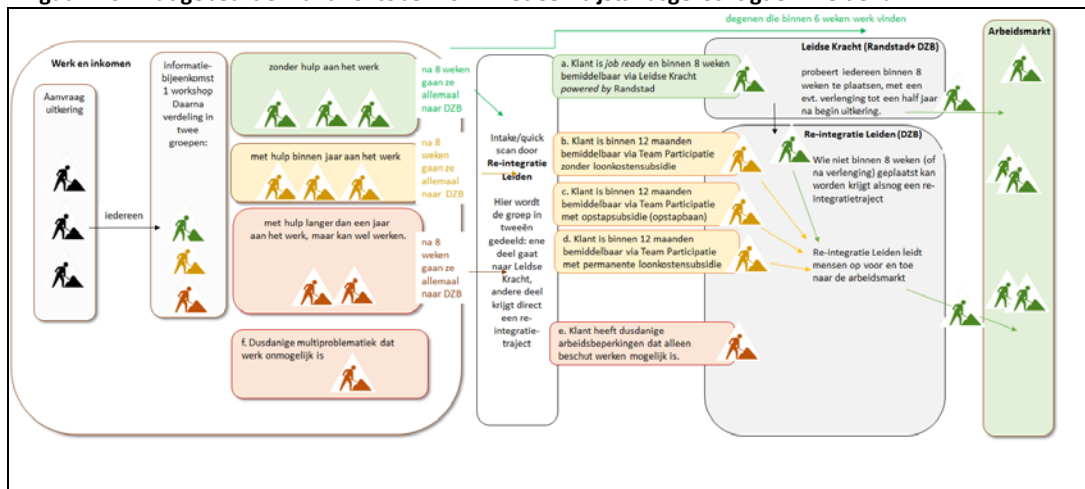 degenen die binnen 6 weken werk vinden
Werk en inkomen
Aanvraag
uitkering
iedereen
informatie-
bijeenkomst
1 workshop
Daarna
verdeling in
twee
groepen:
zonder hulp aan het werk
met hulp binnen jaar aan het werk
met hulp langer dan een jaar
aan het werk, maar kan wel werken.
f. Dusdanige multiproblematiek dat
werk onmogelijk is
na 8
weken
gaan ze
allemaal
naar DZB
na 8
weken
gaan ze
allemaal
naar DZB
na 8
weken
gaan ze
allemaal
naar DZB
Intake/quick
scan door
Re-integratie
Leiden
Hier wordt
de groep in
tweeën
gedeeld: ene
deel gaat
naar Leidse
Kracht,
andere deel
krijgt direct
een re-
integratie-
traject
a. Klant is job ready en binnen 8 weken
bemiddelbaar via Leidse Kracht
powered by Randstad
b. Klant is binnen 12 maanden
bemiddelbaar via Team Participatie
zonder loonkostensubsidie
c. Klant is binnen 12 maanden
bemiddelbaar via Team Participatie
met opstapsubsidie (opstapbaan)
d. Klant is binnen 12 maanden
bemiddelbaar via Team Participatie
met permanente loonkostensubsidie
e. Klant heeft dusdanige
arbeidsbeperkingen dat alleen
beschut werken mogelijk is.
Leidse Kracht (Randstad+ DZB)
probeert iedereen binnen 8
weken te plaatsen, met een
evt. verlenging tot een half jaar
na begin uitkering.
Re-integratie Leiden (DZB)
Wie niet binnen 8 weken (of
na verlenging) geplaatst kan
worden krijgt alsnog een re-
integratietraject
Re-integratie Leiden leidt
mensen op voor en toe
naar de arbeidsmarkt
Arbeidsmarkt